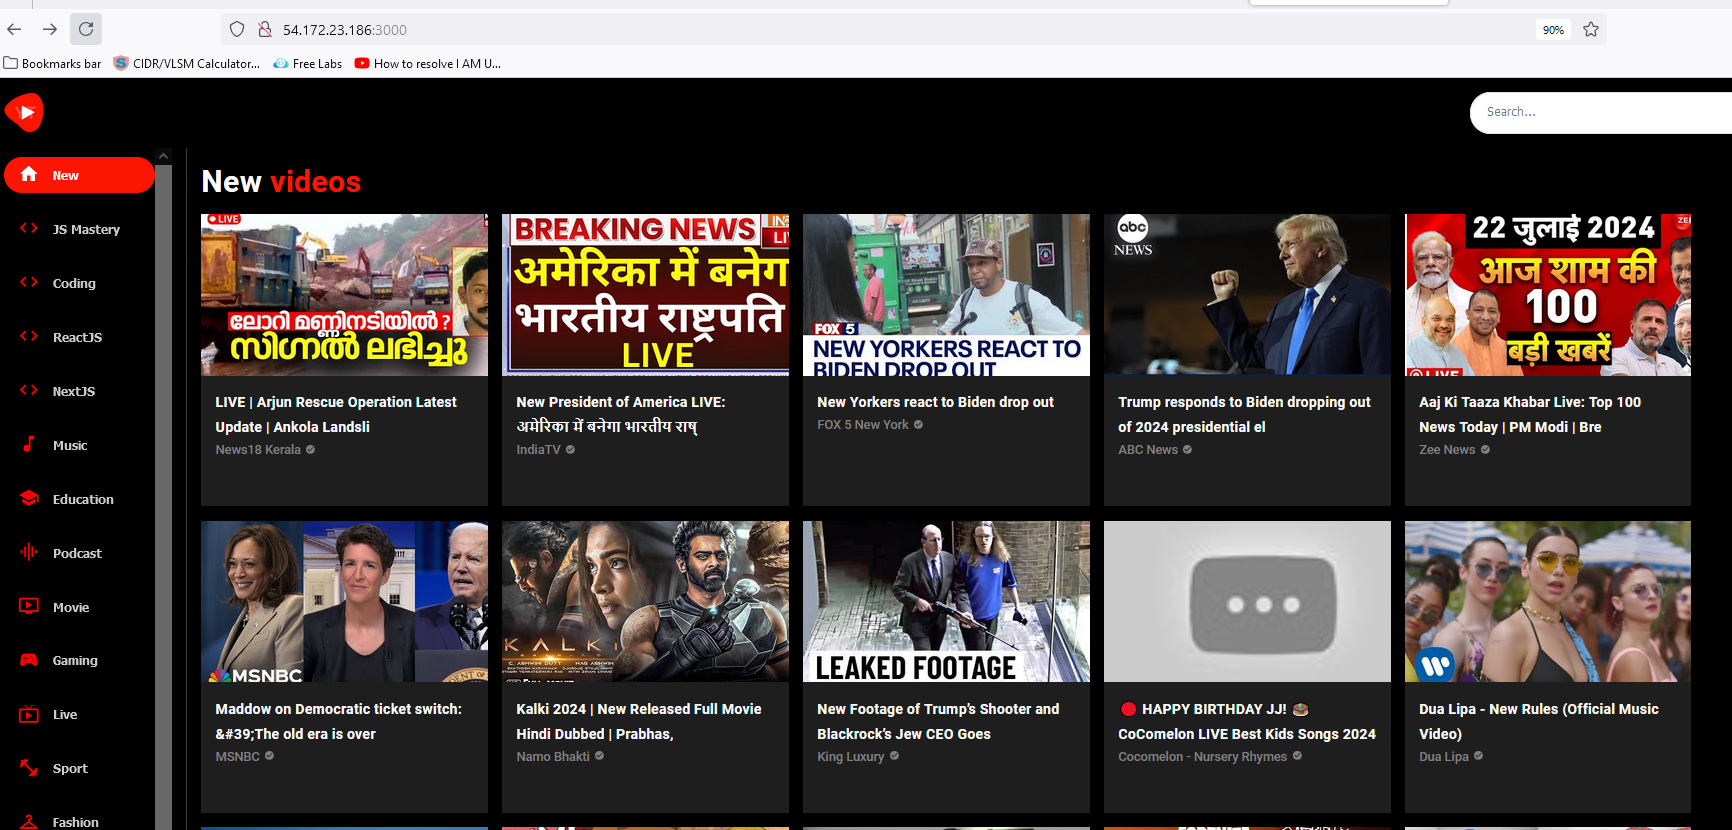 54.172.23.186:3000
90%
Bookmarks bar
CIDR/VLSM Calculator...
Free Labs
How to resolve I AM U...
Search...
New
JS Mastery
Coding
ReactJS
NextJS
Music
Education
Podcast
Movie
Gaming
Live
Sport
Fashion
New videos
LIVE
ലോറി മണ്ണിനടിയിൽ ?
സിഗ്നൽ ലഭിച്ചു
LIVE | Arjun Rescue Operation Latest
Update | Ankola Landsli
News18 Kerala
BREAKING NEWS
अमेरिका में बनेगा
भारतीय राष्ट्रपति
LIVE
New President of America LIVE:
अमेरिका में बनेगा भारतीय राष्
IndiaTV
FOX 5
NEW YORKERS REACT TO
BIDEN DROP OUT
New Yorkers react to Biden drop out
FOX 5 New York
abc
NEWS
Trump responds to Biden dropping out
of 2024 presidential el
ABC News
22 जुलाई 2024
आज शाम की
100
बड़ी खबरें
LIVE
Aaj Ki Taaza Khabar Live: Top 100
News Today | PM Modi | Bre
Zee News
MSNBC
Maddow on Democratic ticket switch:
&#39;The old era is over
MSNBC
KALKI
Kalki 2024 | New Released Full Movie
Hindi Dubbed | Prabhas,
Namo Bhakti
LEAKED FOOTAGE
New Footage of Trump's Shooter and
Blackrock's Jew CEO Goes
King Luxury
HAPPY BIRTHDAY JJ!
CoComelon LIVE Best Kids Songs 2024
Cocomelon - Nursery Rhymes
Dua Lipa - New Rules (Official Music
Video)
Dua Lipa